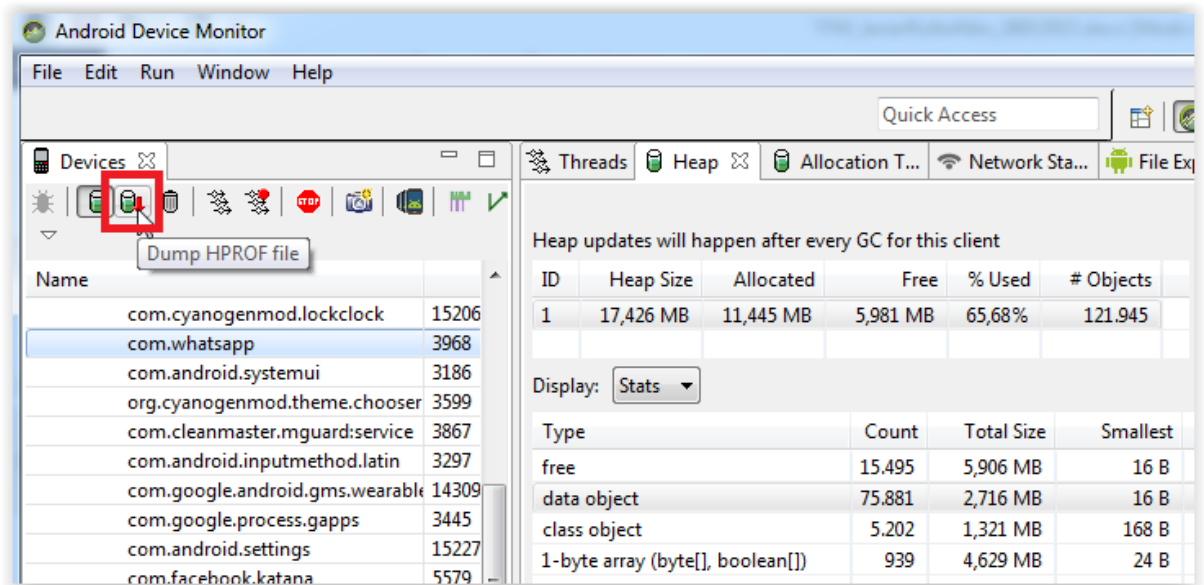 Android Device Monitor
File Edit Run Window Help
Quick Access
Devices
Threads Heap Allocation T... Network Sta... File Ex
STOP
Dump HPROF file
Name
com.cyanogenmod.lockclock 15206
com.whatsapp 3968
com.android.systemui 3186
org.cyanogenmod.theme.chooser 3599
com.cleanmaster.mguard:service 3867
com.android.inputmethod.latin 3297
com.google.android.gms.wearable 14309
com.google.process.gapps 3445
com.android.settings 15227
com.facebook.katana 5579
Heap updates will happen after every GC for this client
ID Heap Size Allocated Free % Used # Objects
1 17,426 MB 11,445 MB 5,981 MB 65,68% 121.945
Display: Stats
Type Count Total Size Smallest
free 15.495 5,906 MB 16 B
data object 75.881 2,716 MB 16 B
class object 5.202 1,321 MB 168 B
1-byte array (byte[], boolean[]) 939 4,629 MB 24 B